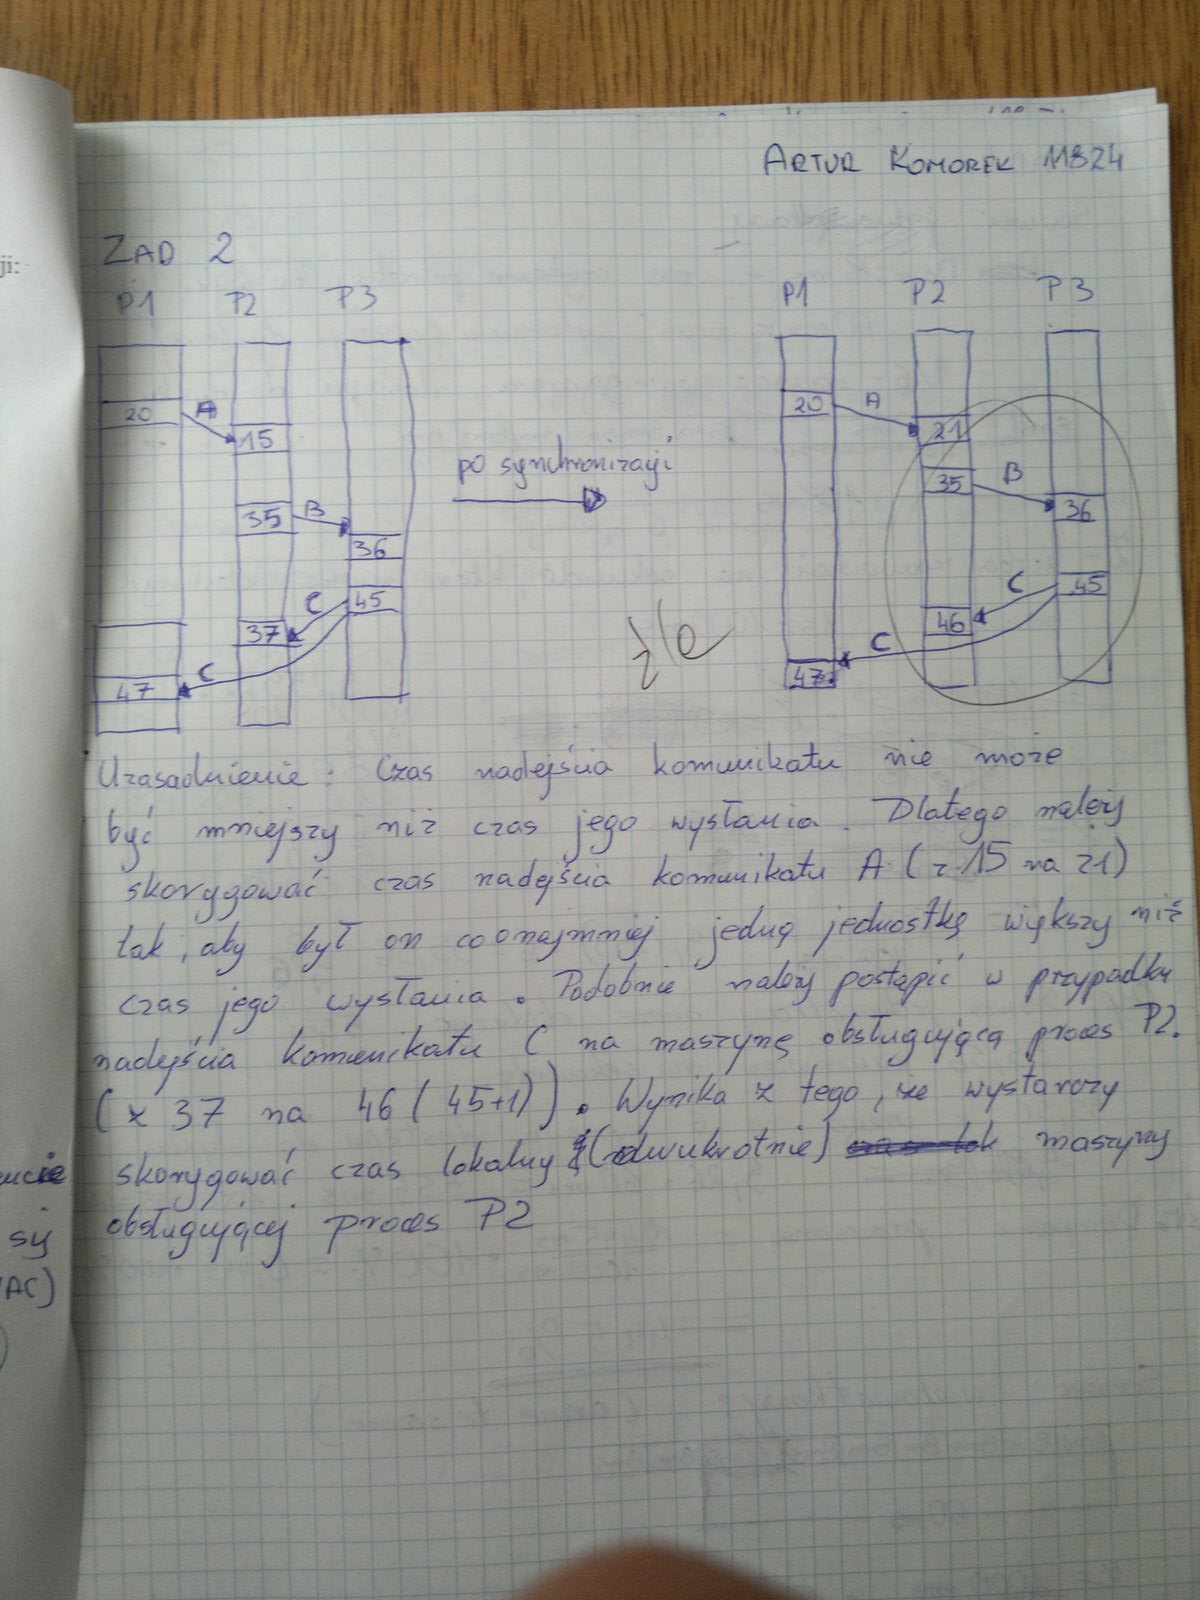 ARTUR KOMOREK 11824
ji:
ZAD 2
P1 P2 P3
P1 P2 P3
20 A 15
35 B 36
45 C 37
C 47
po synchronizacji
20 A 21
35 B 36
45 C 46
C 47
źle
Uzasadnienie: Czas nadejścia komunikatu nie może
być mniejszy niż czas jego wysłania. Dlatego należy
skorygować czas nadejścia komunikatu A (z 15 na 21)
tak, aby był on co najmniej jedną jednostkę większy niż
czas jego wysłania. Podobnie należy postąpić w przypadku
nadejścia komunikatu C na maszynę obsługującą proces P2.
(z 37 na 46 (45+1)). Wynika z tego, że wystarczy
skorygować czas lokalny (dwukrotnie) maszyny
obsługującej proces P2
sy
AC)